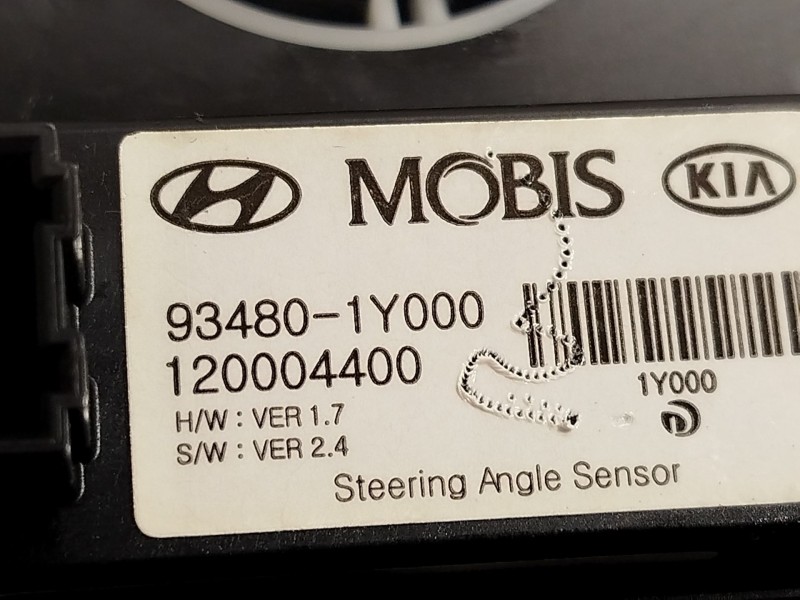 MOBIS KIA
93480-1Y000
120004400
H/W : VER 1.7
S/W : VER 2.4
1Y000
Steering Angle Sensor